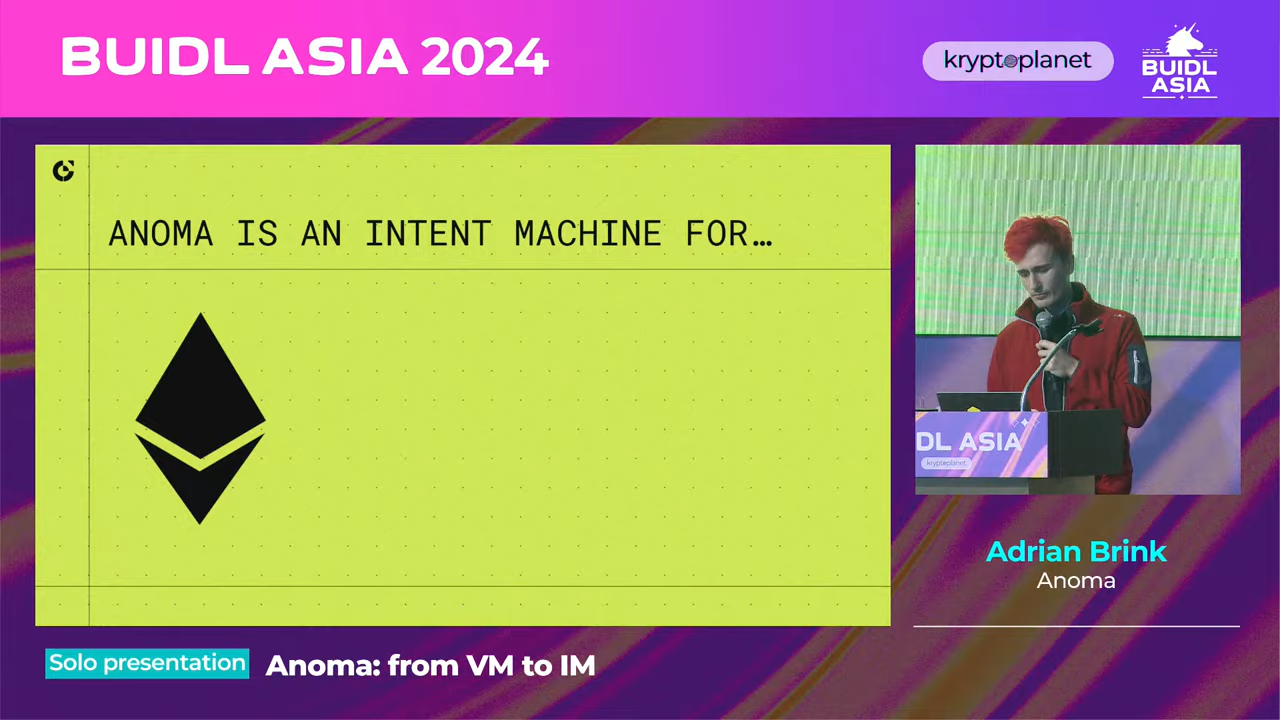 BUIDL ASIA 2024
kryptoplanet
BUIDL
ASIA
ANOMA IS AN INTENT MACHINE FOR…
DL ASIA
kryptoplanet
Adrian Brink
Anoma
Solo presentation
Anoma: from VM to IM